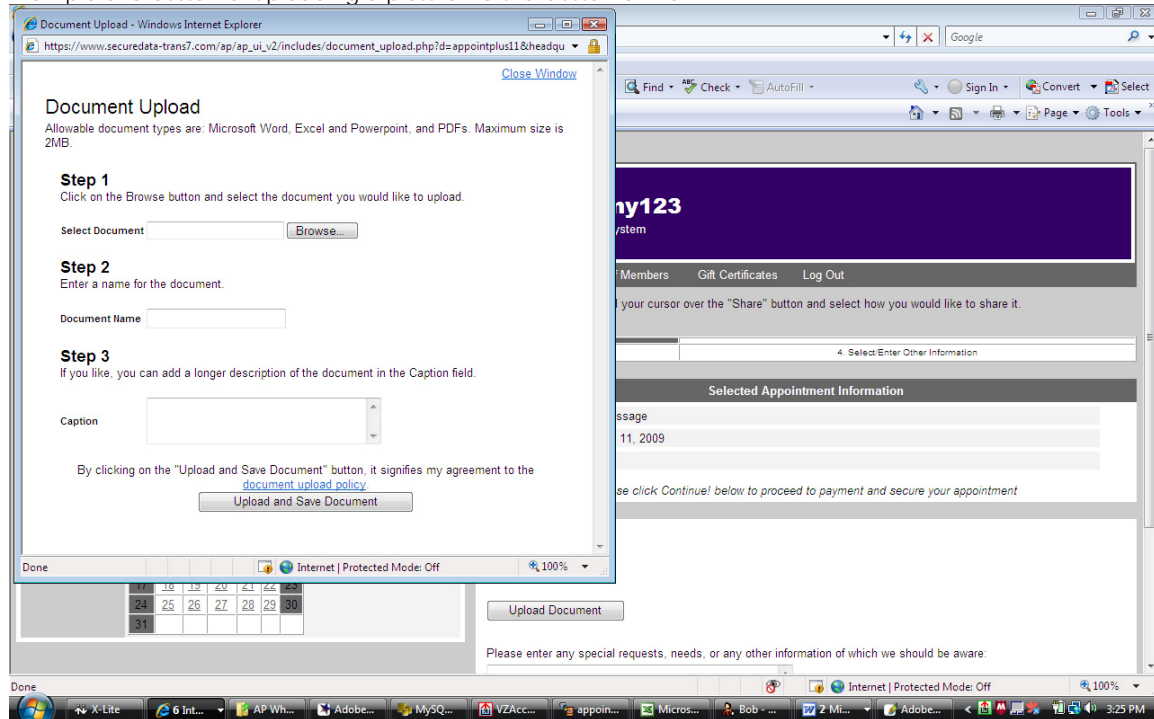 Document Upload - Windows Internet Explorer
https://www.securedata-trans7.com/ap/ap_ui_v2/includes/document_upload.php?d=appointplus11&headqu
Close Window
Document Upload
Allowable document types are: Microsoft Word, Excel and Powerpoint, and PDFs. Maximum size is
2MB.
Step 1
Click on the Browse button and select the document you would like to upload.
Select Document Browse...
Step 2
Enter a name for the document.
Document Name
Step 3
If you like, you can add a longer description of the document in the Caption field.
Caption
By clicking on the "Upload and Save Document" button, it signifies my agreement to the
document upload policy.
Upload and Save Document
Done Internet | Protected Mode: Off 100%
Google
Find Check AutoFill Sign In Convert Select
Page Tools
ny123
ystem
Members Gift Certificates Log Out
your cursor over the "Share" button and select how you would like to share it.
4. Select/Enter Other Information
Selected Appointment Information
ssage
11, 2009
se click Continue! below to proceed to payment and secure your appointment
17 18 19 20 21 22 23
24 25 26 27 28 29 30
31
Upload Document
Please enter any special requests, needs, or any other information of which we should be aware:
Done Internet | Protected Mode: Off 100%
X-Lite 6 Int... AP Wh... Adobe... MySQ... VZAcc... appoin... Micros... Bob - ... 2 Mi... Adobe... 3:25 PM